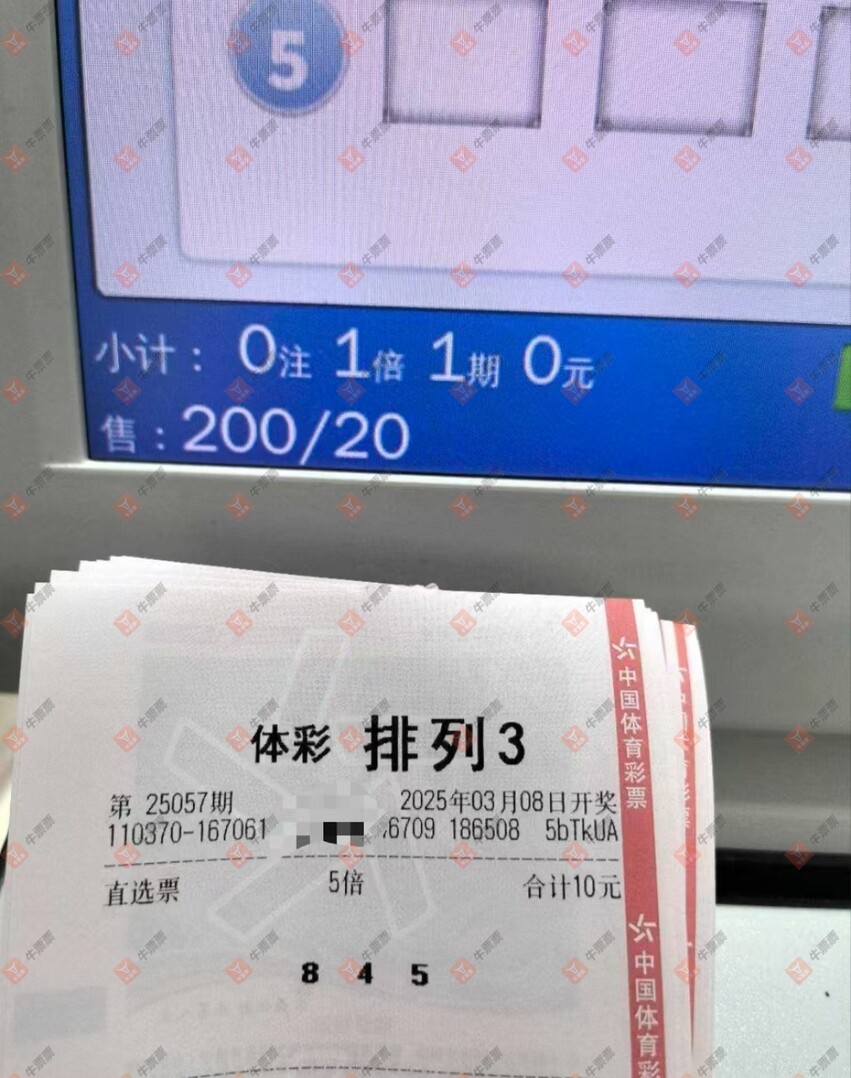 5
小计：0注 1倍 1期 0元
售：200/20
体彩 排列3
第 25057期 2025年03月08日开奖
110370-167061 6709 186508 5bTkUA
直选票 5倍 合计10元
8 4 5
中国体育彩票
中国体育彩
牛票票